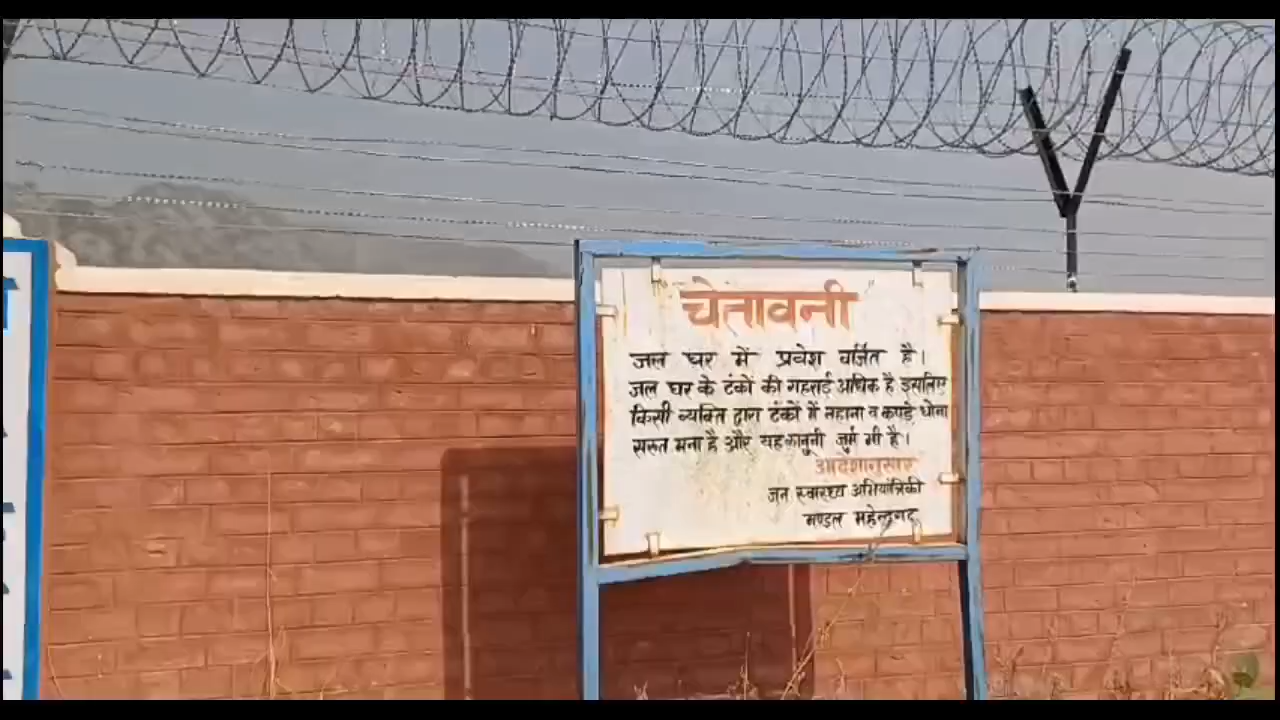 चेतावनी
जल घर में प्रवेश वर्जित है।
जल घर के टंकों की गहराई अधिक है इसलिए
किसी व्यक्ति द्वारा टंकों में नहाना व कपड़े धोना
सख्त मना है और यह कानूनी जुर्म भी है।
आदेशानुसार
जन स्वास्थ्य अभियांत्रिकी
मण्डल महेन्द्रगढ़